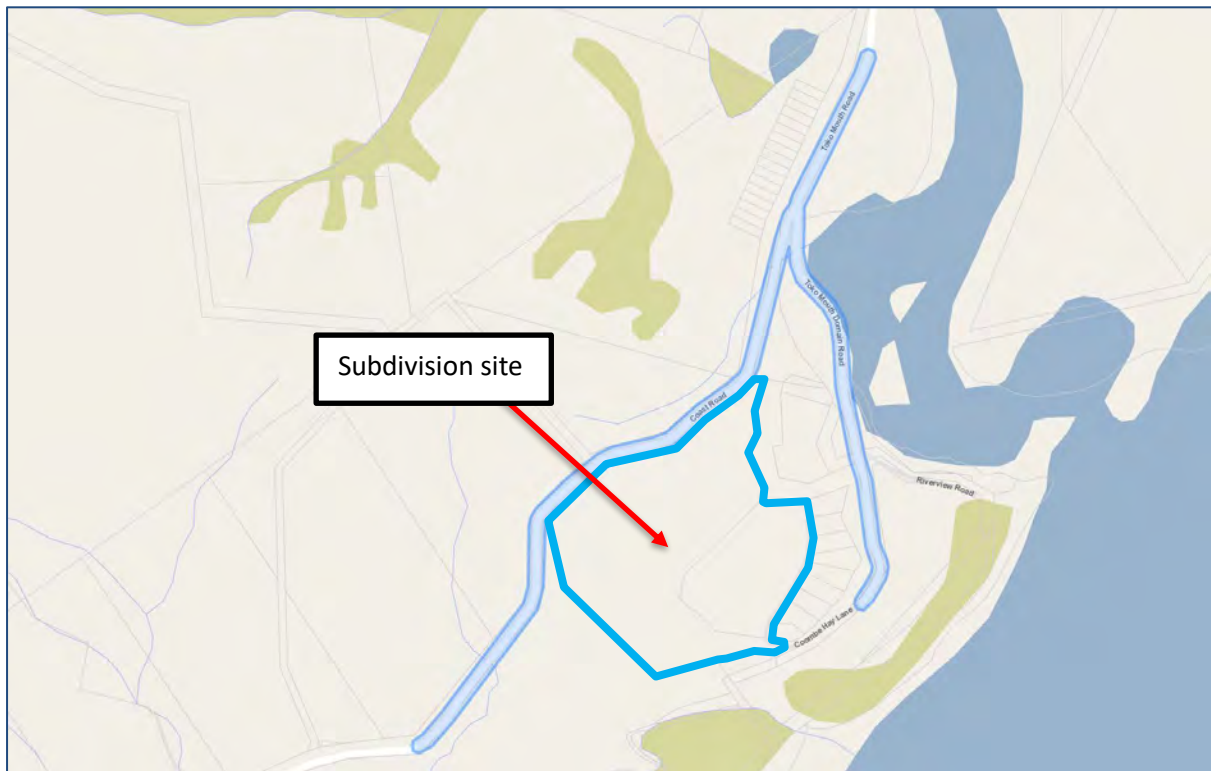 Toko Mouth Road
Toko Mouth Domain Road
Subdivision site
Coast Road
Riverview Road
Coombe Hay Lane